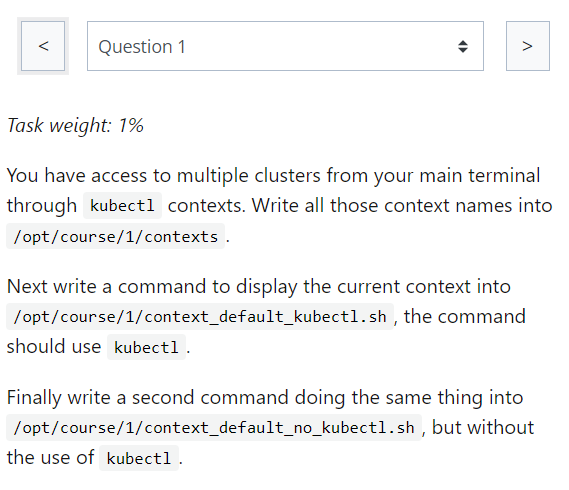 <
Question 1
>
Task weight: 1%
You have access to multiple clusters from your main terminal
through kubectl contexts. Write all those context names into
/opt/course/1/contexts .
Next write a command to display the current context into
/opt/course/1/context_default_kubectl.sh , the command
should use kubectl .
Finally write a second command doing the same thing into
/opt/course/1/context_default_no_kubectl.sh , but without
the use of kubectl .